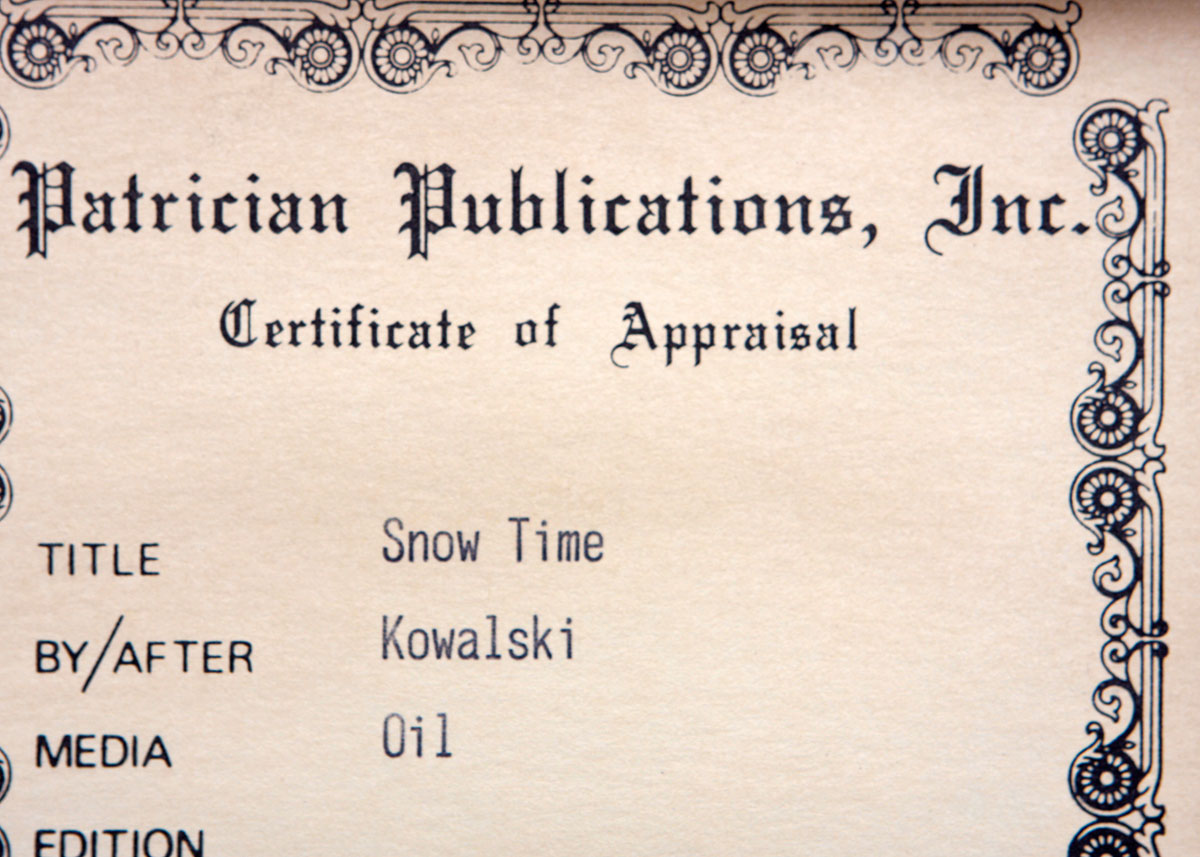 Patrician Publications, Inc.
Certificate of Appraisal
TITLE Snow Time
BY/AFTER Kowalski
MEDIA Oil
EDITION